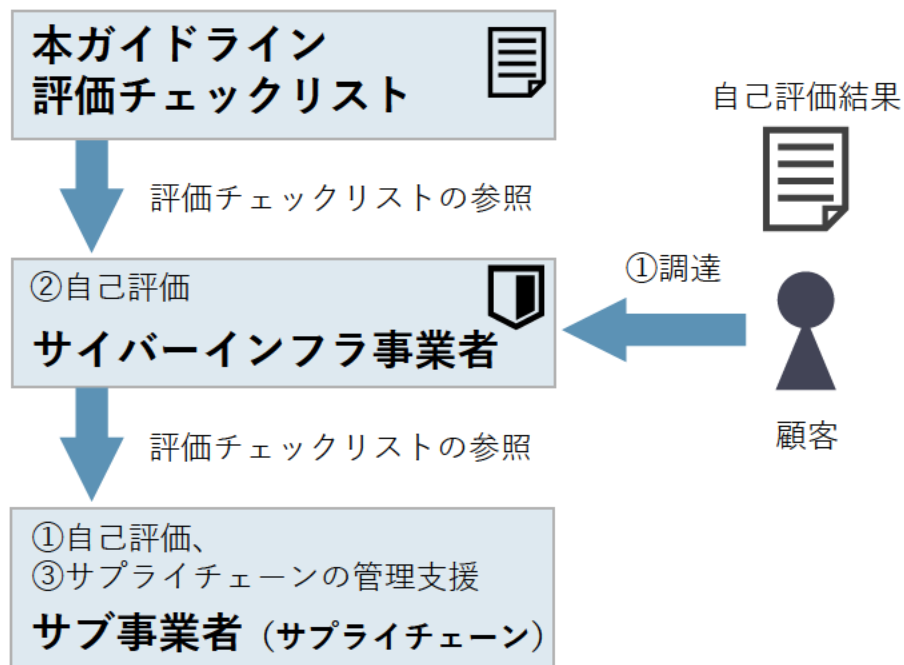 本ガイドライン
評価チェックリスト
自己評価結果
評価チェックリストの参照
①調達
②自己評価
サイバーインフラ事業者
顧客
評価チェックリストの参照
①自己評価、
③サプライチェーンの管理支援
サブ事業者（サプライチェーン）